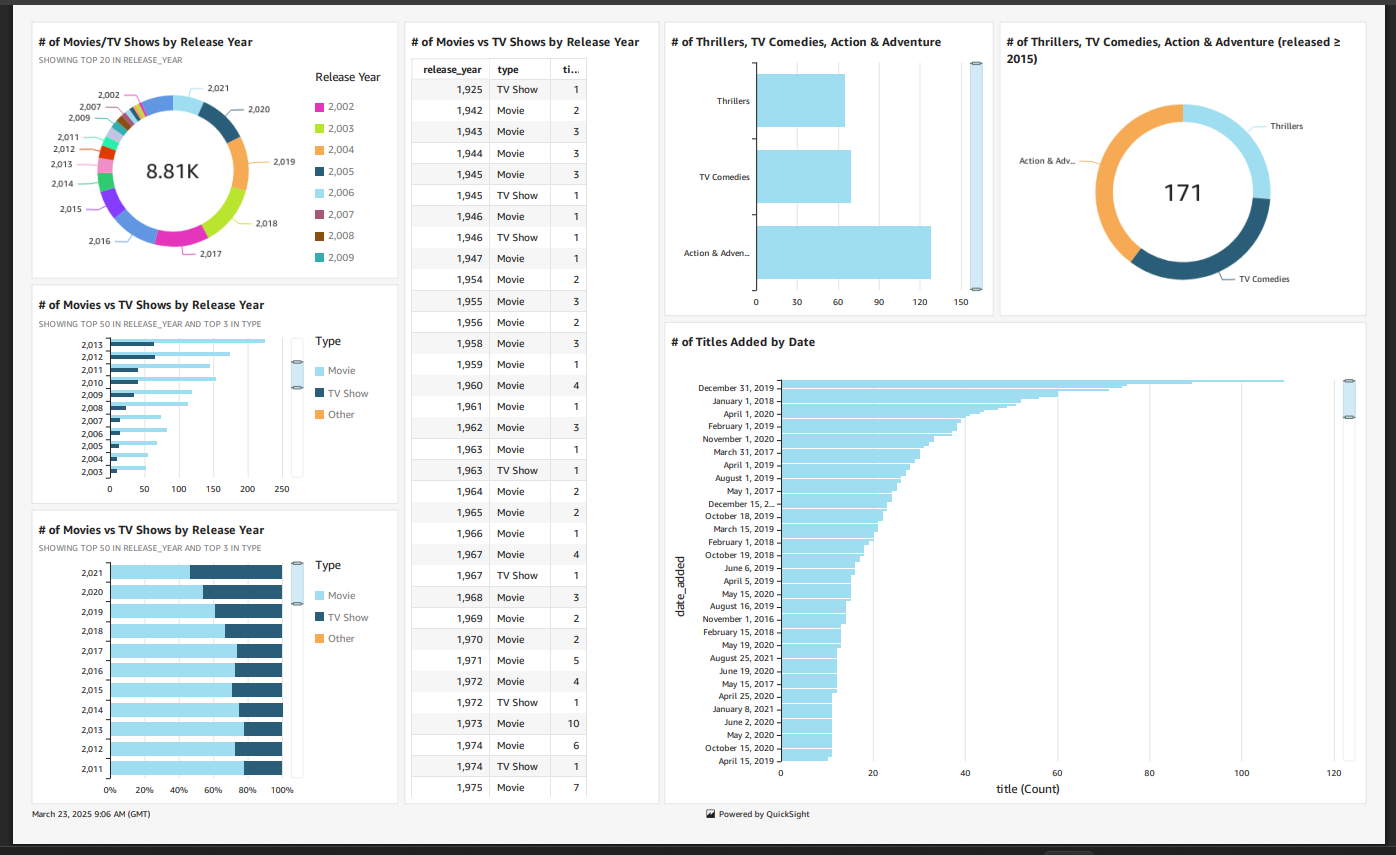 # of Movies/TV Shows by Release Year
SHOWING TOP 20 IN RELEASE_YEAR
2,002
2,007
2,009
2,011
2,012
2,013
2,014
2,015
2,016
2,017
2,018
2,019
2,020
2,021
8.81K
Release Year
2,002
2,003
2,004
2,005
2,006
2,007
2,008
2,009
# of Movies vs TV Shows by Release Year
SHOWING TOP 50 IN RELEASE_YEAR AND TOP 3 IN TYPE
2,013
2,012
2,011
2,010
2,009
2,008
2,007
2,006
2,005
2,004
2,003
0 50 100 150 200 250
Type
Movie
TV Show
Other
# of Movies vs TV Shows by Release Year
SHOWING TOP 50 IN RELEASE_YEAR AND TOP 3 IN TYPE
2,021
2,020
2,019
2,018
2,017
2,016
2,015
2,014
2,013
2,012
2,011
0% 20% 40% 60% 80% 100%
Type
Movie
TV Show
Other
# of Movies vs TV Shows by Release Year
release_year type ti...
1,925 TV Show 1
1,942 Movie 2
1,943 Movie 3
1,944 Movie 3
1,945 Movie 3
1,945 TV Show 1
1,946 Movie 1
1,946 TV Show 1
1,947 Movie 1
1,954 Movie 2
1,955 Movie 3
1,956 Movie 2
1,958 Movie 3
1,959 Movie 1
1,960 Movie 4
1,961 Movie 1
1,962 Movie 3
1,963 Movie 1
1,963 TV Show 1
1,964 Movie 2
1,965 Movie 2
1,966 Movie 1
1,967 Movie 4
1,967 TV Show 1
1,968 Movie 3
1,969 Movie 2
1,970 Movie 2
1,971 Movie 5
1,972 Movie 4
1,972 TV Show 1
1,973 Movie 10
1,974 Movie 6
1,974 TV Show 1
1,975 Movie 7
# of Thrillers, TV Comedies, Action & Adventure
Thrillers
TV Comedies
Action & Adven...
0 30 60 90 120 150
# of Thrillers, TV Comedies, Action & Adventure (released ≥
2015)
Thrillers
Action & Adv...
171
TV Comedies
# of Titles Added by Date
date_added
December 31, 2019
January 1, 2018
April 1, 2020
February 1, 2019
November 1, 2020
March 31, 2017
April 1, 2019
August 1, 2019
May 1, 2017
December 15, 2...
October 18, 2019
March 15, 2019
February 1, 2018
October 19, 2018
June 6, 2019
April 5, 2019
May 15, 2020
August 16, 2019
November 1, 2016
February 15, 2018
May 19, 2020
August 25, 2021
June 19, 2020
May 15, 2017
April 25, 2020
January 8, 2021
June 2, 2020
May 2, 2020
October 15, 2020
April 15, 2019
0 20 40 60 80 100 120
title (Count)
March 23, 2025 9:06 AM (GMT)
Powered by QuickSight